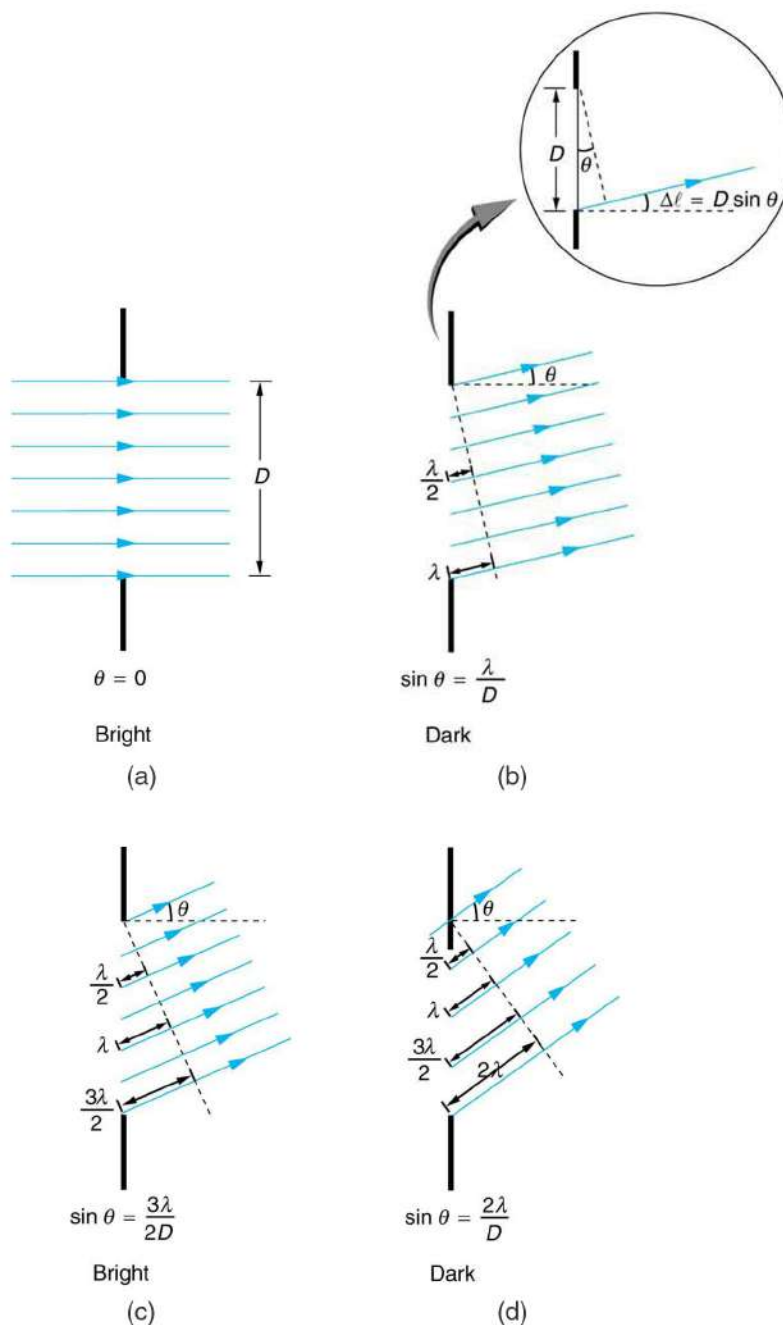 D
θ
Δℓ = D sin θ
D
θ = 0
Bright
(a)
θ
λ/2
λ
sin θ = λ/D
Dark
(b)
θ
λ/2
λ
3λ/2
sin θ = 3λ/2D
Bright
(c)
θ
λ/2
λ
3λ/2
2λ
sin θ = 2λ/D
Dark
(d)